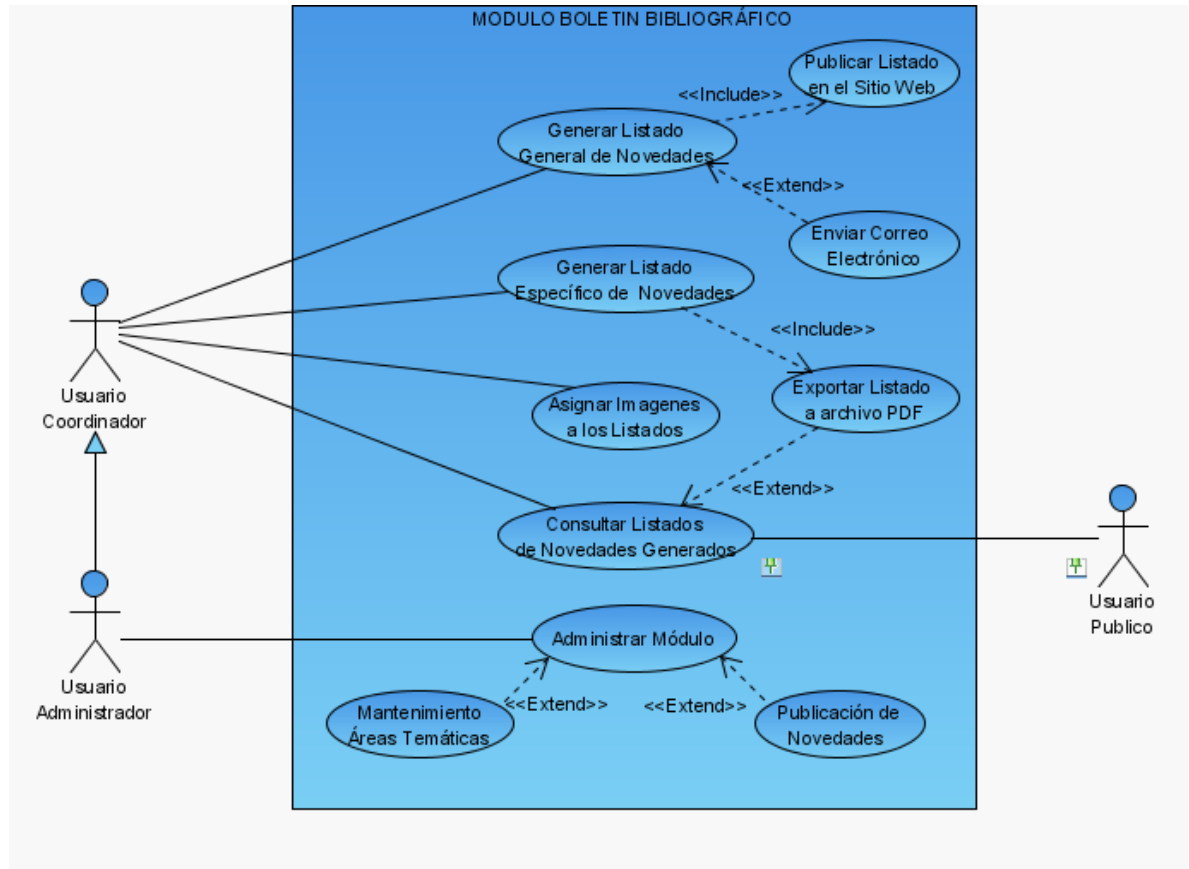 MODULO BOLETIN BIBLIOGRÁFICO
Publicar Listado
en el Sitio Web
<<Include>>
Generar Listado
General de Novedades
<<Extend>>
Enviar Correo
Electrónico
Generar Listado
Específico de Novedades
<<Include>>
Usuario
Coordinador
Exportar Listado
a archivo PDF
Asignar Imagenes
a los Listados
<<Extend>>
Consultar Listados
de Novedades Generados
Usuario
Publico
Administrar Módulo
Usuario
Administrador
<<Extend>>
<<Extend>>
Mantenimiento
Áreas Temáticas
Publicación de
Novedades